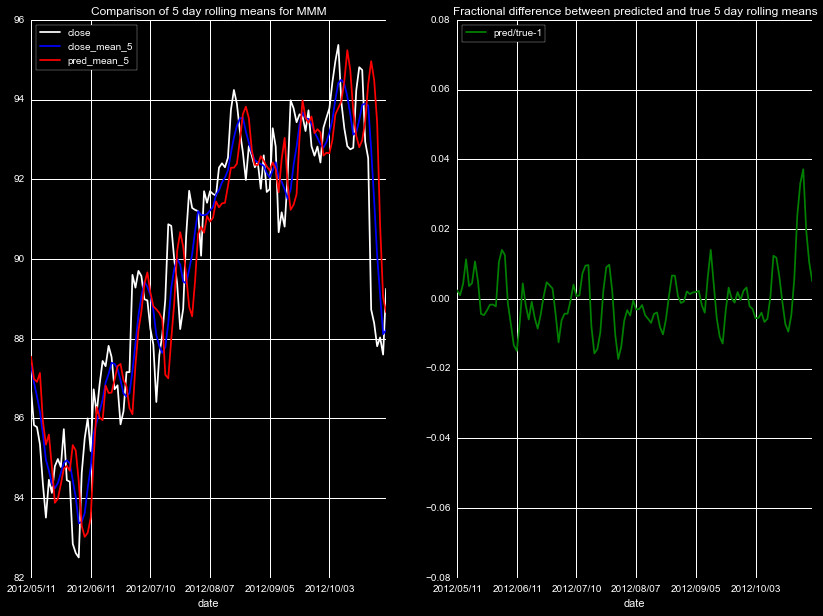 Comparison of 5 day rolling means for MMM
96
94
92
90
88
86
84
82
close
close_mean_5
pred_mean_5
2012/05/11 2012/06/11 2012/07/10 2012/08/07 2012/09/05 2012/10/03
date
Fractional difference between predicted and true 5 day rolling means
0.08
0.06
0.04
0.02
0.00
−0.02
−0.04
−0.06
−0.08
pred/true-1
2012/05/11 2012/06/11 2012/07/10 2012/08/07 2012/09/05 2012/10/03
date